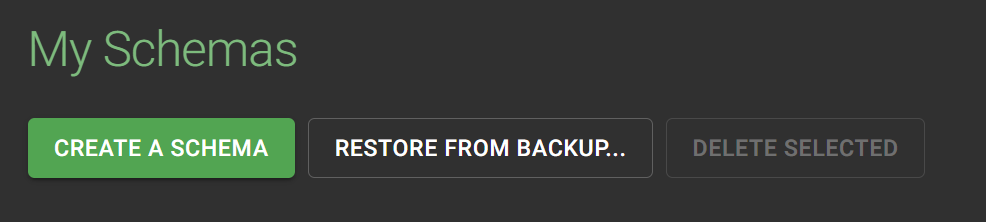 My Schemas
CREATE A SCHEMA RESTORE FROM BACKUP... DELETE SELECTED